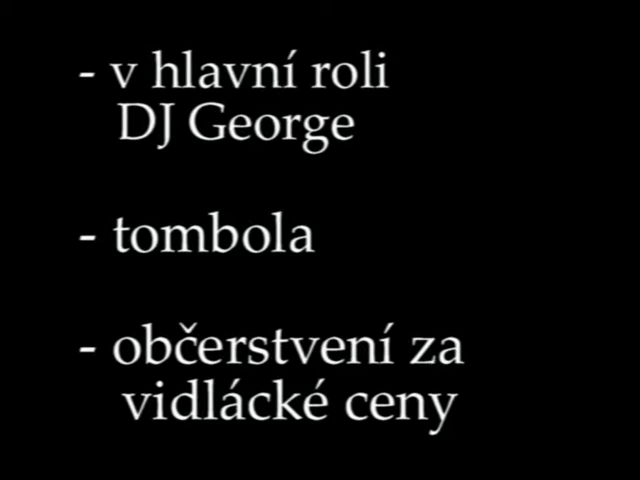 - v hlavní roli
DJ George
- tombola
- občerstvení za
vidlácké ceny